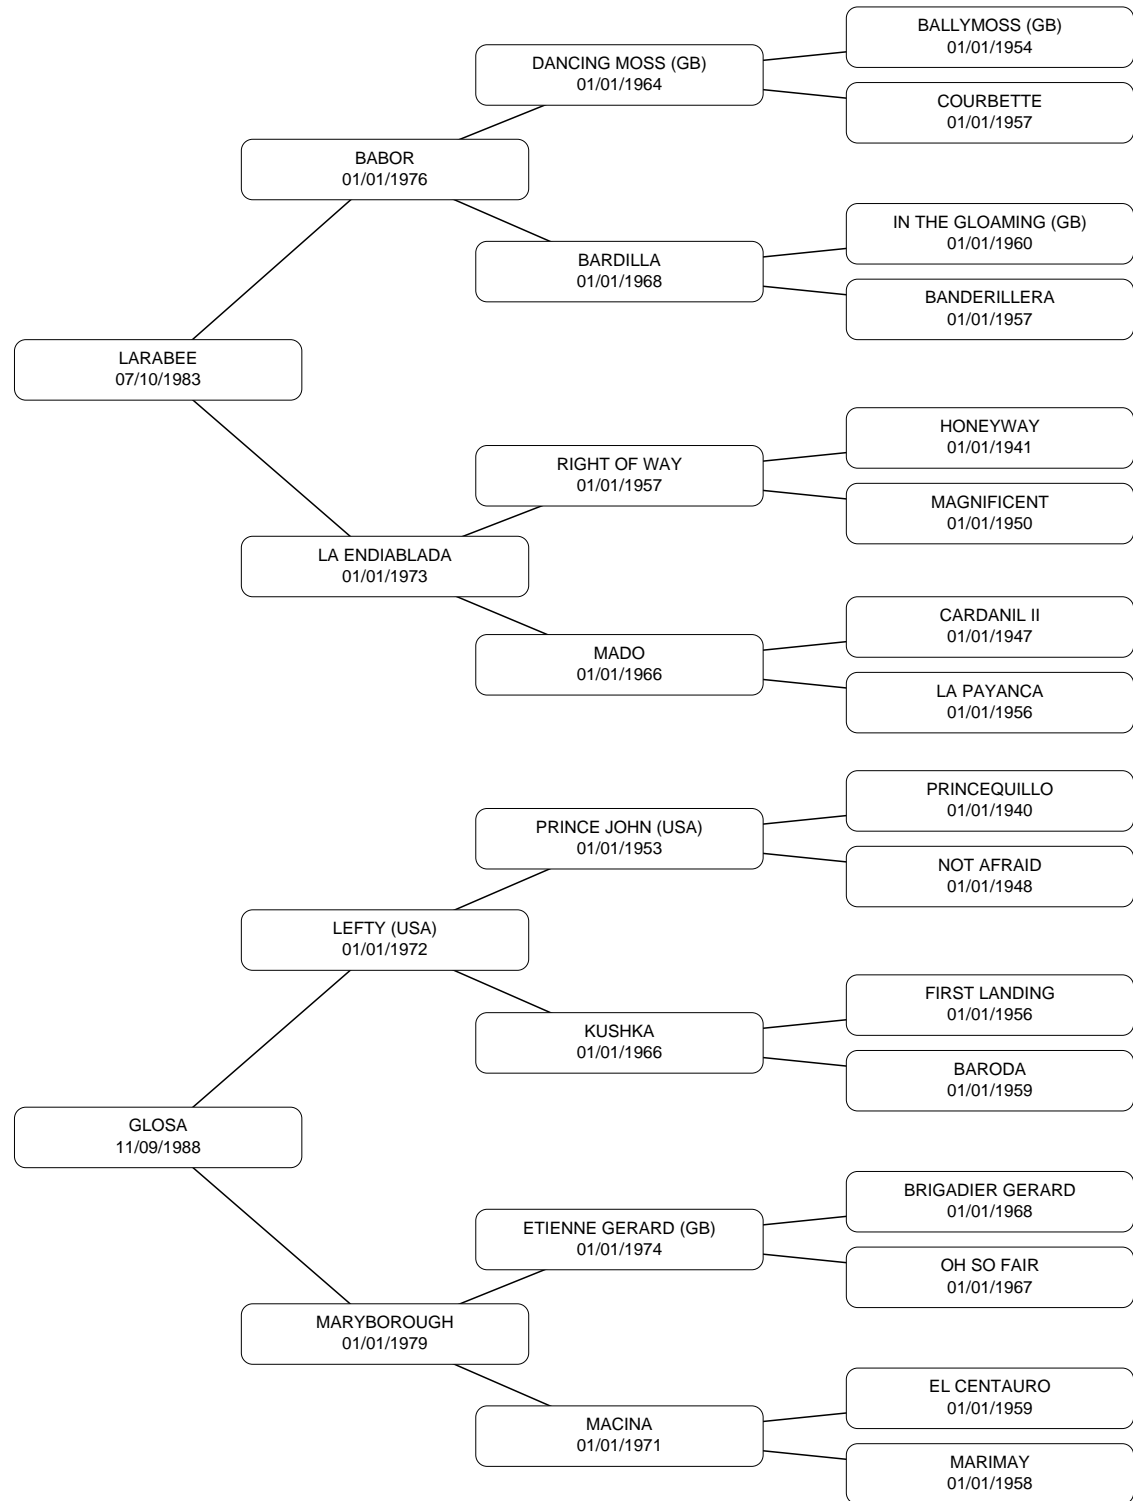 BALLYMOSS (GB)
01/01/1954
DANCING MOSS (GB)
01/01/1964
COURBETTE
01/01/1957
BABOR
01/01/1976
IN THE GLOAMING (GB)
01/01/1960
BARDILLA
01/01/1968
BANDERILLERA
01/01/1957
LARABEE
07/10/1983
HONEYWAY
01/01/1941
RIGHT OF WAY
01/01/1957
MAGNIFICENT
01/01/1950
LA ENDIABLADA
01/01/1973
CARDANIL II
01/01/1947
MADO
01/01/1966
LA PAYANCA
01/01/1956
PRINCEQUILLO
01/01/1940
PRINCE JOHN (USA)
01/01/1953
NOT AFRAID
01/01/1948
LEFTY (USA)
01/01/1972
FIRST LANDING
01/01/1956
KUSHKA
01/01/1966
BARODA
01/01/1959
GLOSA
11/09/1988
BRIGADIER GERARD
01/01/1968
ETIENNE GERARD (GB)
01/01/1974
OH SO FAIR
01/01/1967
MARYBOROUGH
01/01/1979
EL CENTAURO
01/01/1959
MACINA
01/01/1971
MARIMAY
01/01/1958